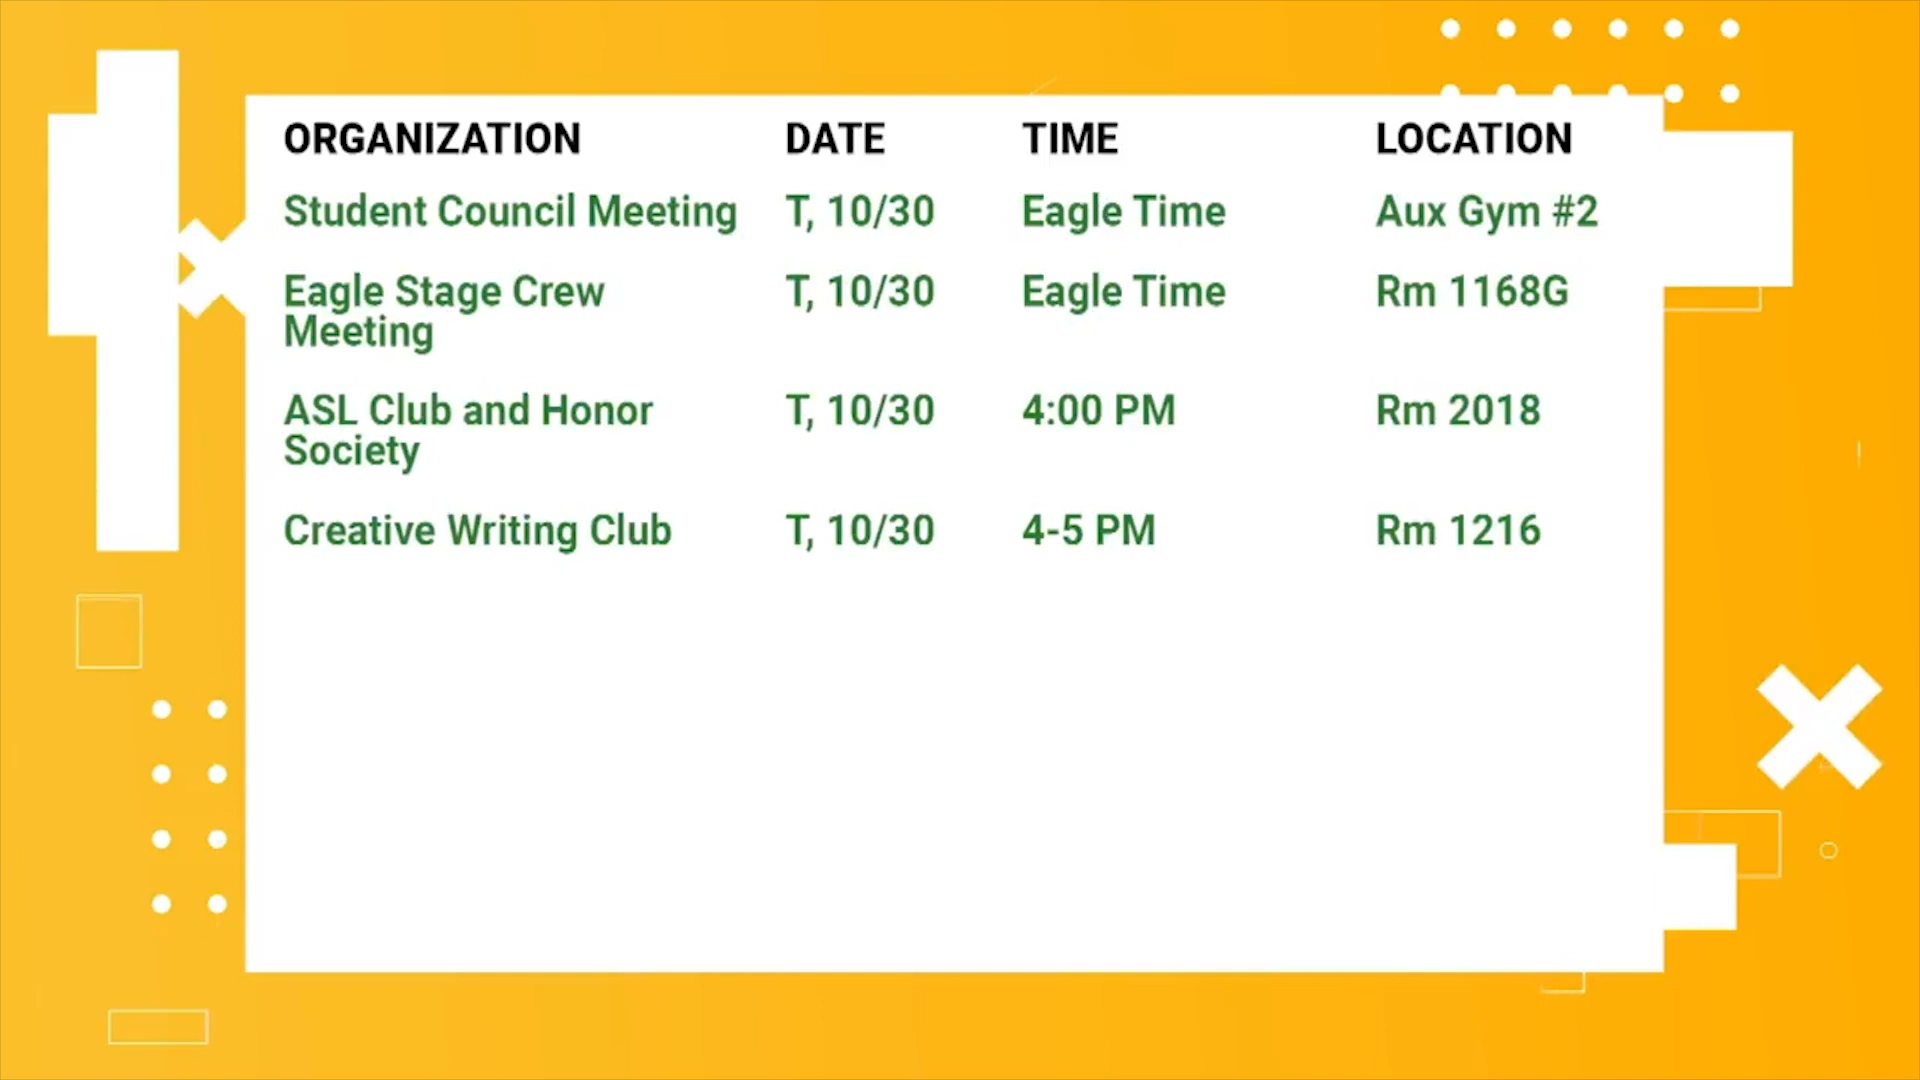 ORGANIZATION DATE TIME LOCATION
Student Council Meeting T, 10/30 Eagle Time Aux Gym #2
Eagle Stage Crew T, 10/30 Eagle Time Rm 1168G
Meeting
ASL Club and Honor T, 10/30 4:00 PM Rm 2018
Society
Creative Writing Club T, 10/30 4-5 PM Rm 1216